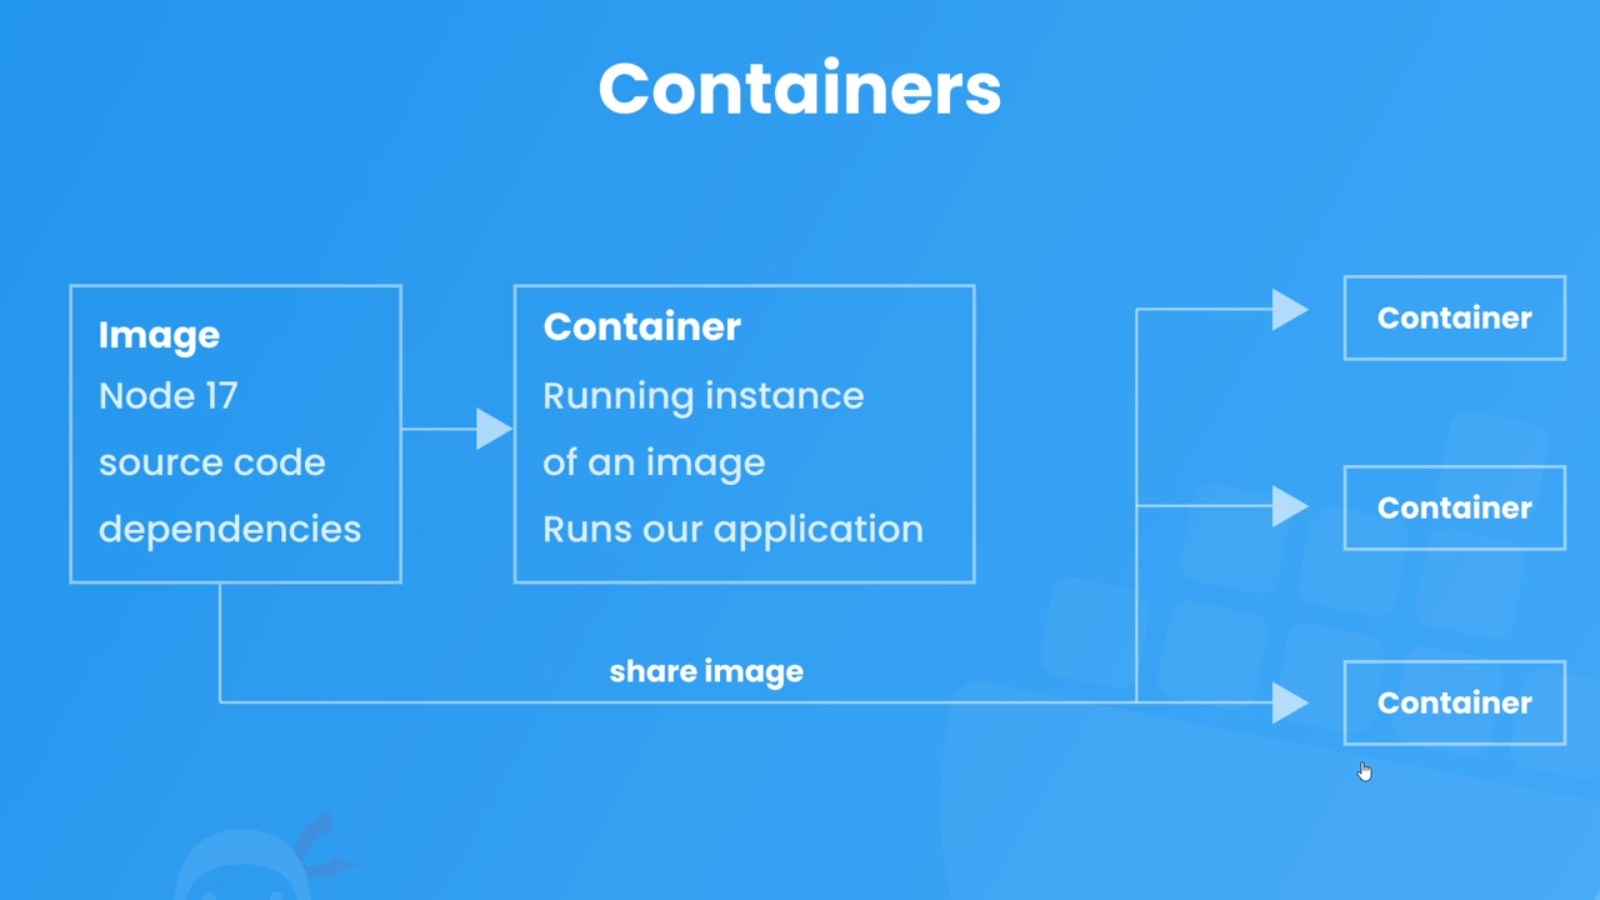 Containers
Image
Node 17
source code
dependencies
Container
Running instance
of an image
Runs our application
share image
Container
Container
Container